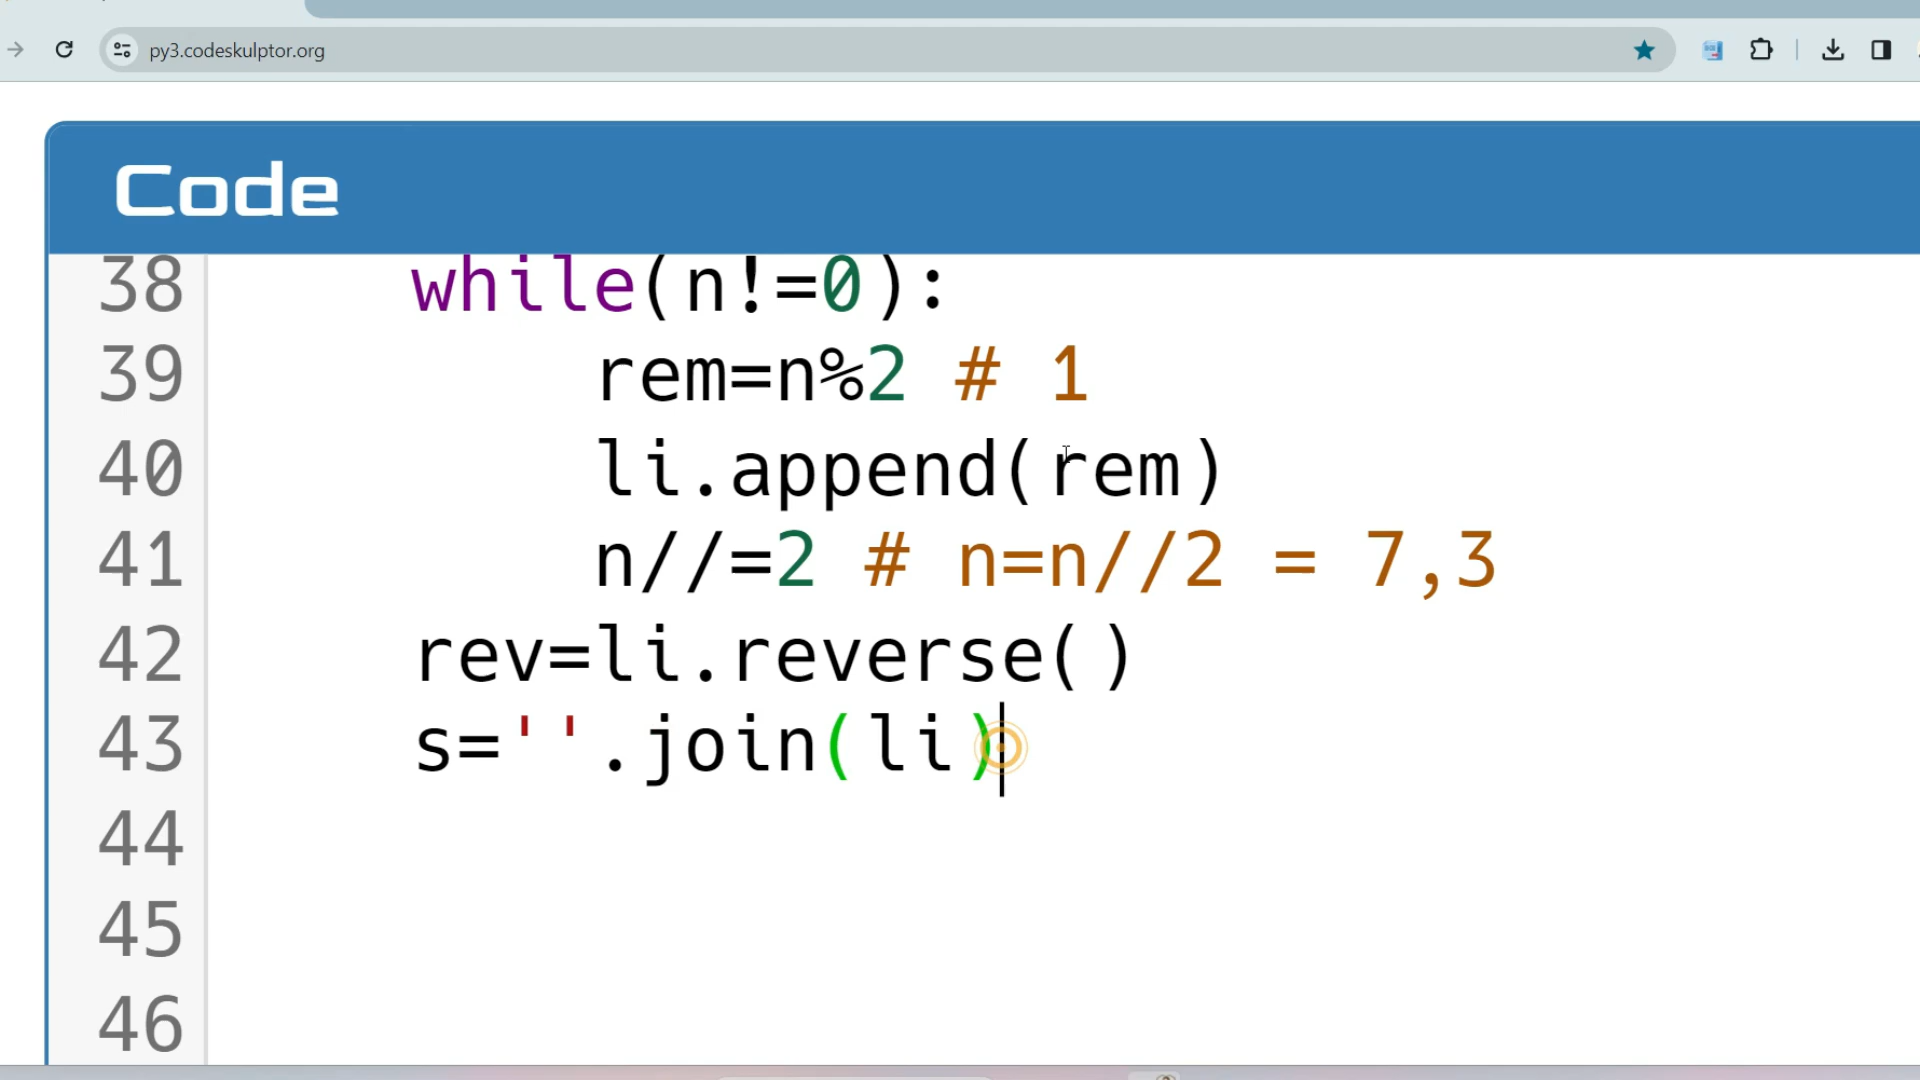 py3.codeskulptor.org
Code
38 while(n!=0):
39 rem=n%2 # 1
40 li.append(rem)
41 n//=2 # n=n//2 = 7,3
42 rev=li.reverse()
43 s=''.join(li)
44
45
46